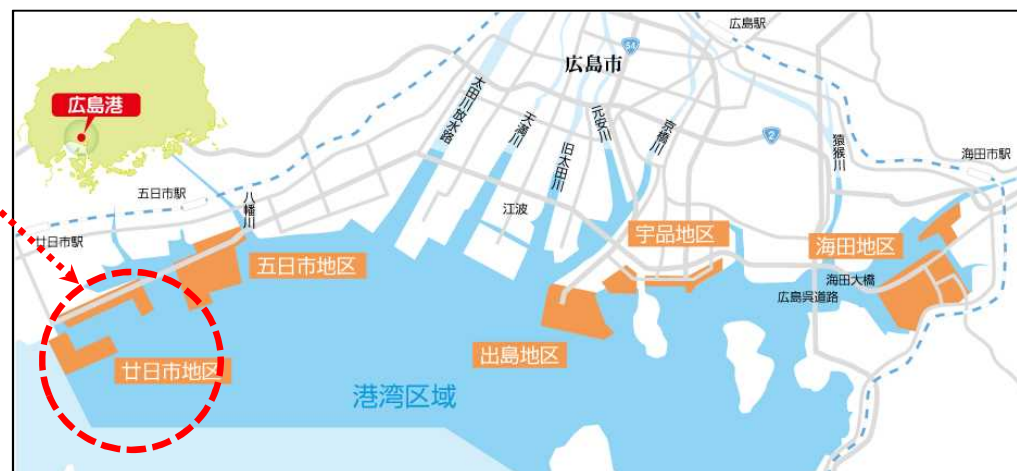 広島駅
54
広島市
広島港
太田川放水路
天満川
旧太田川
元安川
京橋川
2
猿猴川
海田市駅
五日市駅
八幡川
江波
廿日市駅
宇品地区
海田地区
五日市地区
海田大橋
広島呉道路
出島地区
廿日市地区
港湾区域